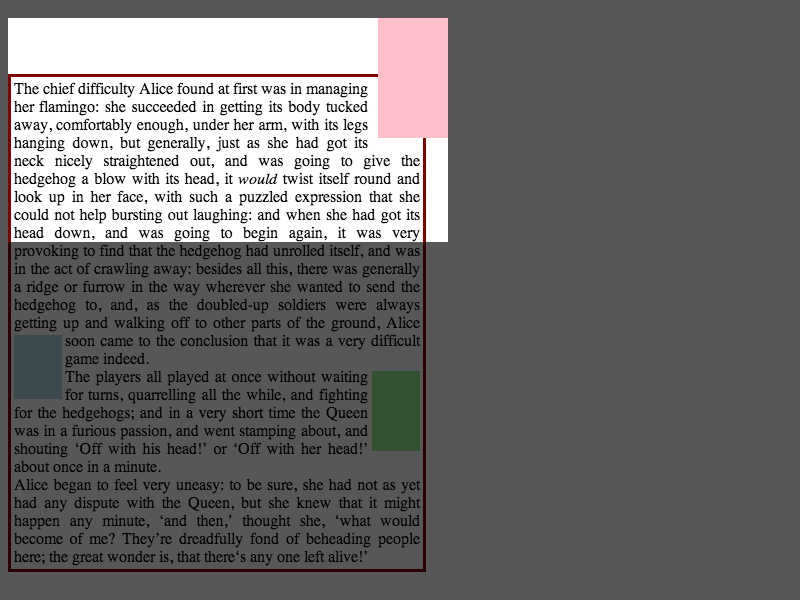 The chief difficulty Alice found at first was in managing
her flamingo: she succeeded in getting its body tucked
away, comfortably enough, under her arm, with its legs
hanging down, but generally, just as she had got its
neck nicely straightened out, and was going to give the
hedgehog a blow with its head, it would twist itself round and
look up in her face, with such a puzzled expression that she
could not help bursting out laughing: and when she had got its
head down, and was going to begin again, it was very
provoking to find that the hedgehog had unrolled itself, and was
in the act of crawling away: besides all this, there was generally
a ridge or furrow in the way wherever she wanted to send the
hedgehog to, and, as the doubled-up soldiers were always
getting up and walking off to other parts of the ground, Alice
soon came to the conclusion that it was a very difficult
game indeed.
The players all played at once without waiting
for turns, quarrelling all the while, and fighting
for the hedgehogs; and in a very short time the Queen
was in a furious passion, and went stamping about, and
shouting ‘Off with his head!’ or ‘Off with her head!’
about once in a minute.
Alice began to feel very uneasy: to be sure, she had not as yet
had any dispute with the Queen, but she knew that it might
happen any minute, ‘and then,’ thought she, ‘what would
become of me? They’re dreadfully fond of beheading people
here; the great wonder is, that there‘s any one left alive!’